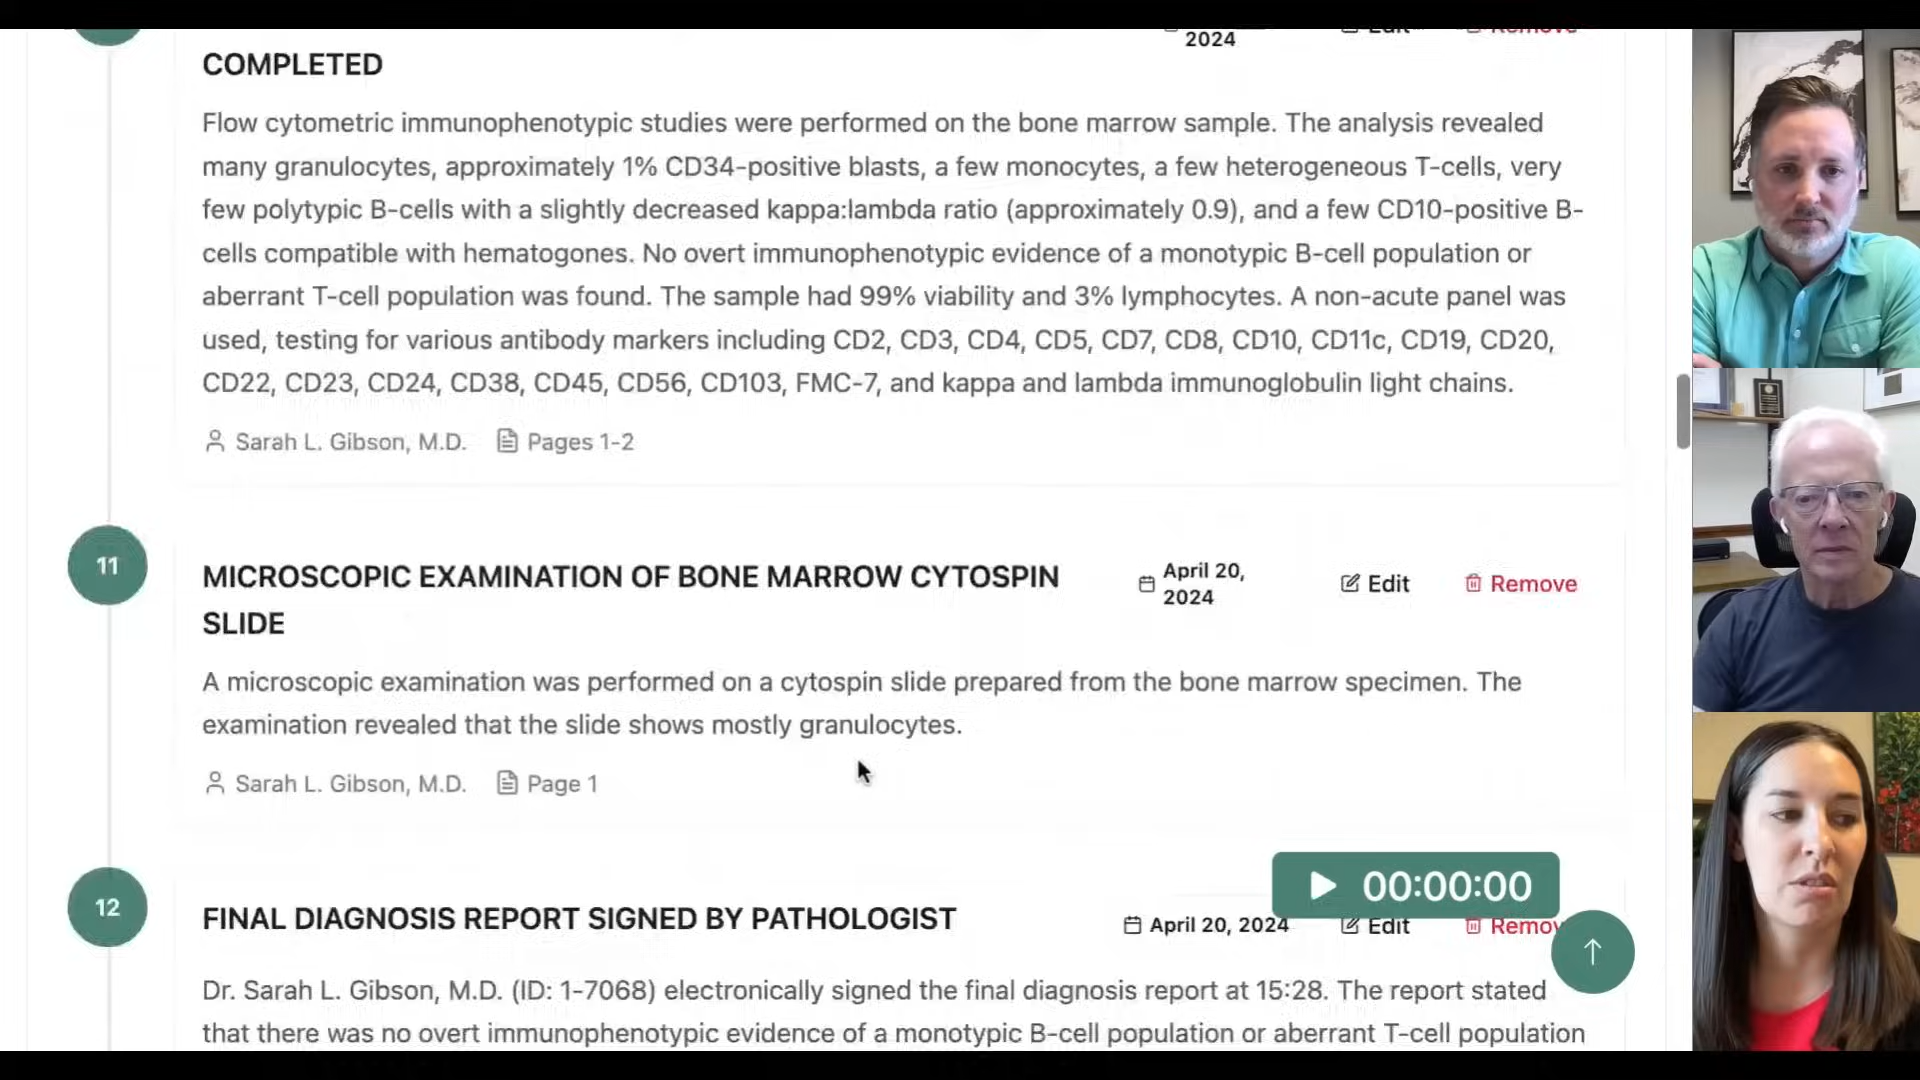 2024
Edit
Remove
COMPLETED
Flow cytometric immunophenotypic studies were performed on the bone marrow sample. The analysis revealed
many granulocytes, approximately 1% CD34-positive blasts, a few monocytes, a few heterogeneous T-cells, very
few polytypic B-cells with a slightly decreased kappa:lambda ratio (approximately 0.9), and a few CD10-positive B-
cells compatible with hematogones. No overt immunophenotypic evidence of a monotypic B-cell population or
aberrant T-cell population was found. The sample had 99% viability and 3% lymphocytes. A non-acute panel was
used, testing for various antibody markers including CD2, CD3, CD4, CD5, CD7, CD8, CD10, CD11c, CD19, CD20,
CD22, CD23, CD24, CD38, CD45, CD56, CD103, FMC-7, and kappa and lambda immunoglobulin light chains.
Sarah L. Gibson, M.D. Pages 1-2
11
MICROSCOPIC EXAMINATION OF BONE MARROW CYTOSPIN
SLIDE
April 20,
2024
Edit
Remove
A microscopic examination was performed on a cytospin slide prepared from the bone marrow specimen. The
examination revealed that the slide shows mostly granulocytes.
Sarah L. Gibson, M.D. Page 1
00:00:00
12
FINAL DIAGNOSIS REPORT SIGNED BY PATHOLOGIST
April 20, 2024
Edit
Remov
Dr. Sarah L. Gibson, M.D. (ID: 1-7068) electronically signed the final diagnosis report at 15:28. The report stated
that there was no overt immunophenotypic evidence of a monotypic B-cell population or aberrant T-cell population